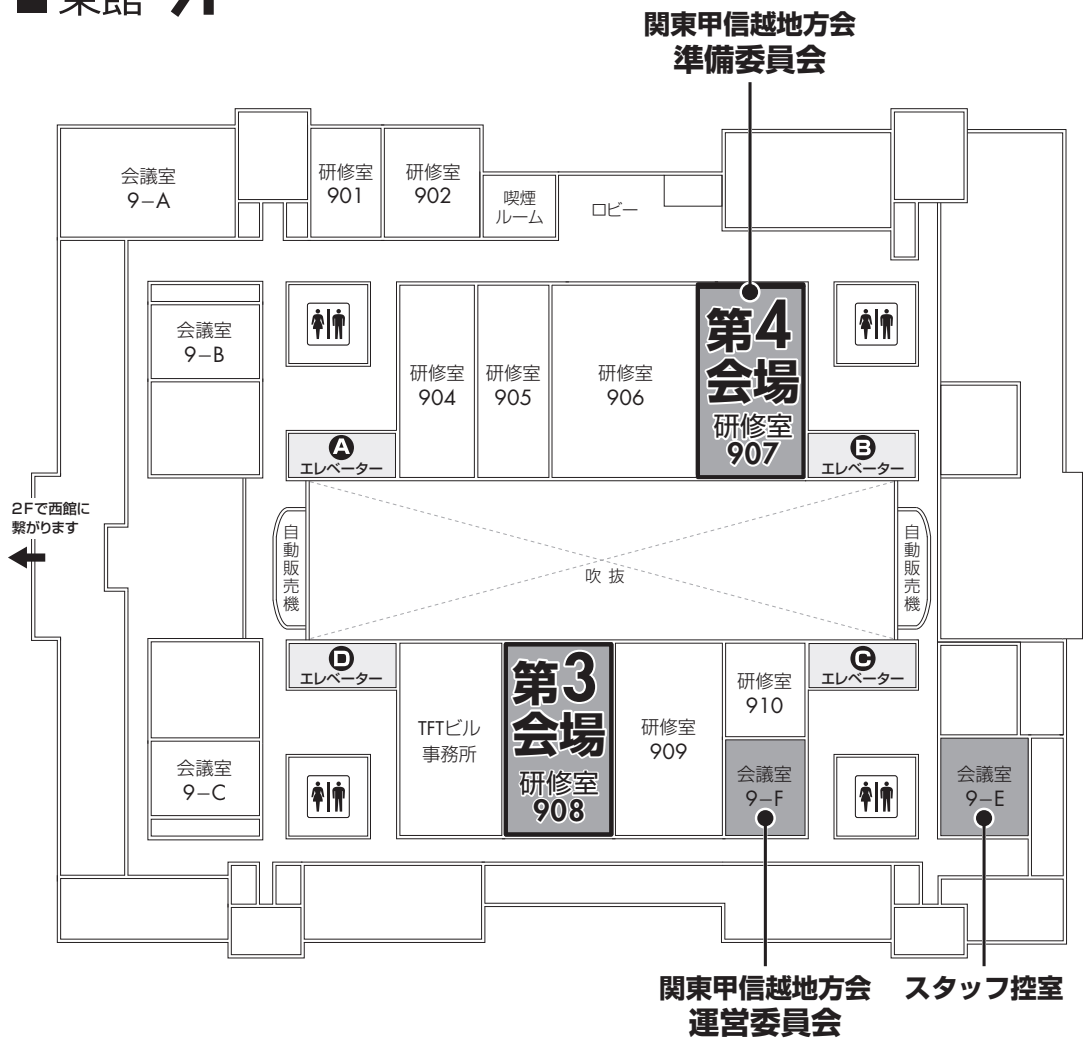 関東甲信越地方会
準備委員会
会議室
9−A
研修室
901
研修室
902
喫煙
ルーム
ロビー
会議室
9−B
研修室
904
研修室
905
研修室
906
第4
会場
研修室
907
A
エレベーター
B
エレベーター
2Fで西館に
繋がります
自動販売機
吹抜
自動販売機
D
エレベーター
C
エレベーター
TFTビル
事務所
第3
会場
研修室
908
研修室
909
研修室
910
会議室
9−C
会議室
9−F
会議室
9−E
関東甲信越地方会
運営委員会
スタッフ控室